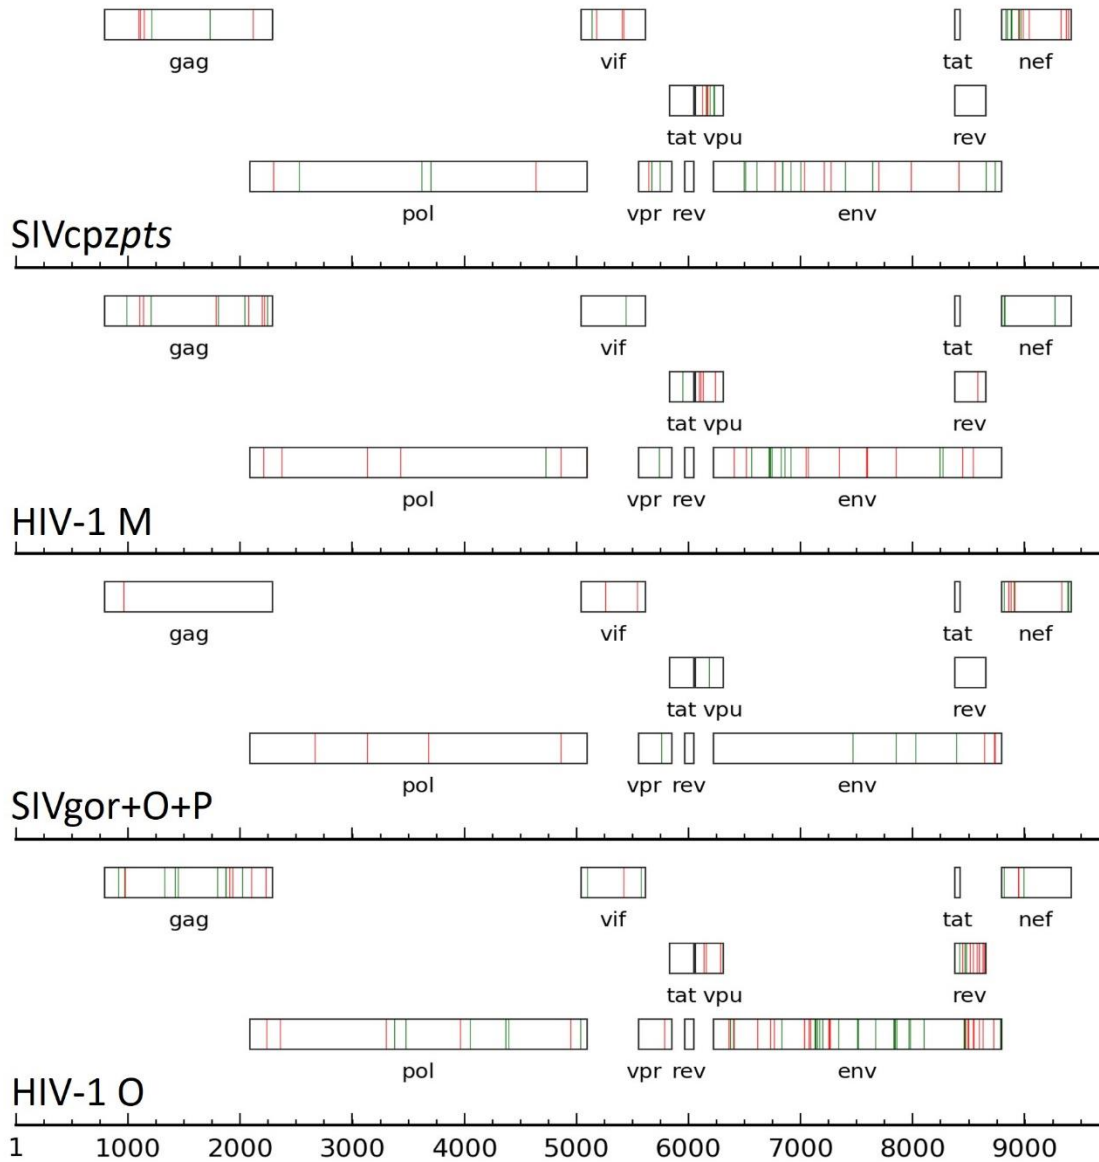 gag vif tat nef
tat vpu rev
pol vpr rev env
SIVcpzpts
gag vif tat nef
tat vpu rev
pol vpr rev env
HIV-1 M
gag vif tat nef
tat vpu rev
pol vpr rev env
SIVgor+O+P
gag vif tat nef
tat vpu rev
pol vpr rev env
HIV-1 O
1 1000 2000 3000 4000 5000 6000 7000 8000 9000